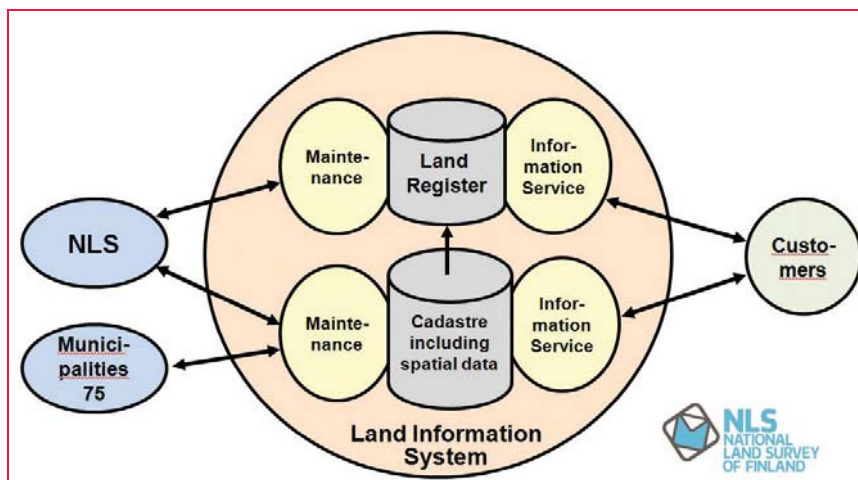 Mainte-
nance
Land
Register
Infor-
mation
Service
NLS
Custo-
mers
Mainte-
nance
Cadastre
including
spatial data
Infor-
mation
Service
Munici-
palities
75
Land Information
System
NLS
NATIONAL
LAND SURVEY
OF FINLAND